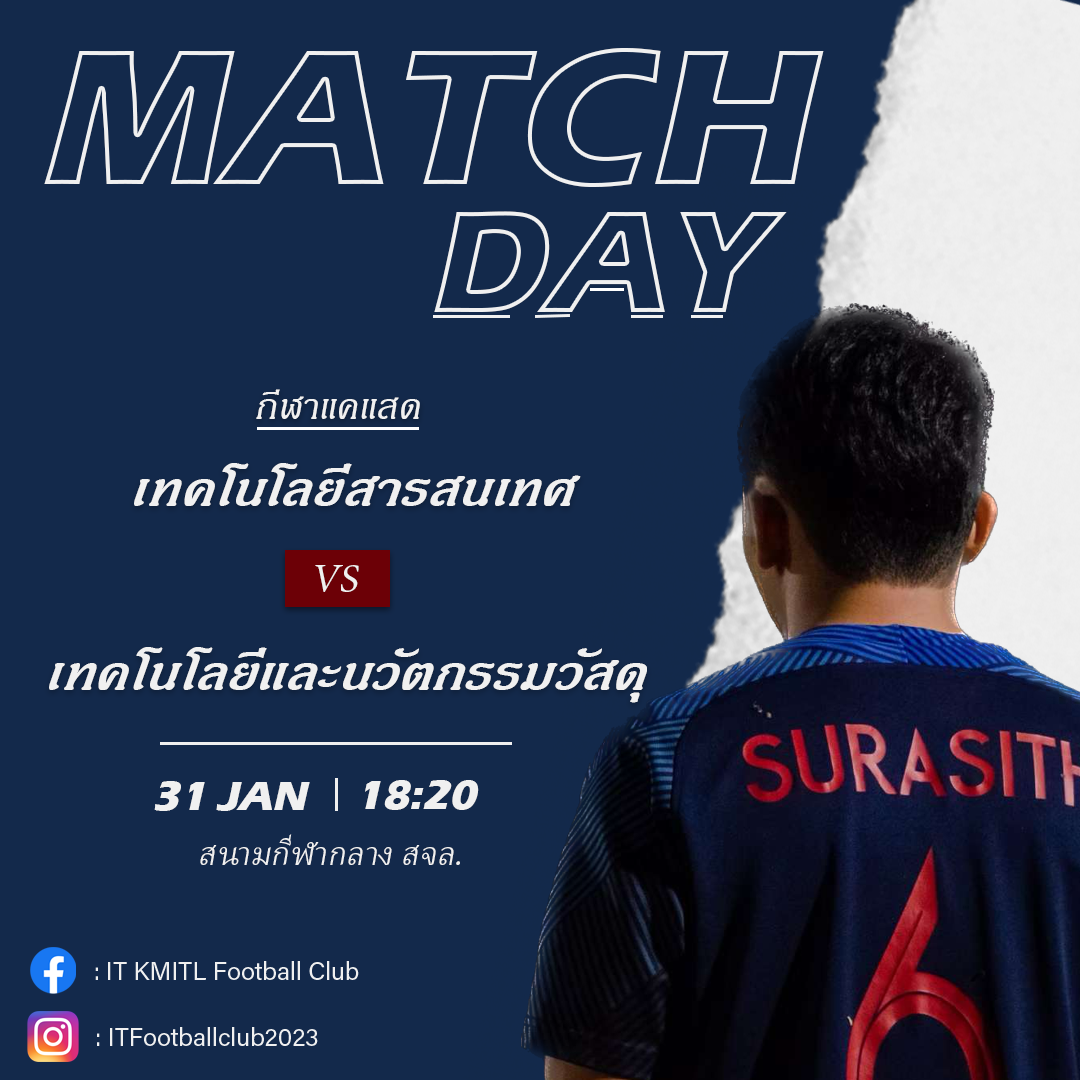 MATCH
DAY
กีฬาแคแสด
เทคโนโลยีสารสนเทศ
VS
เทคโนโลยีและนวัตกรรมวัสดุ
31 JAN | 18:20
สนามกีฬากลาง สจล.
SURASITH
6
: IT KMITL Football Club
: ITFootballclub2023